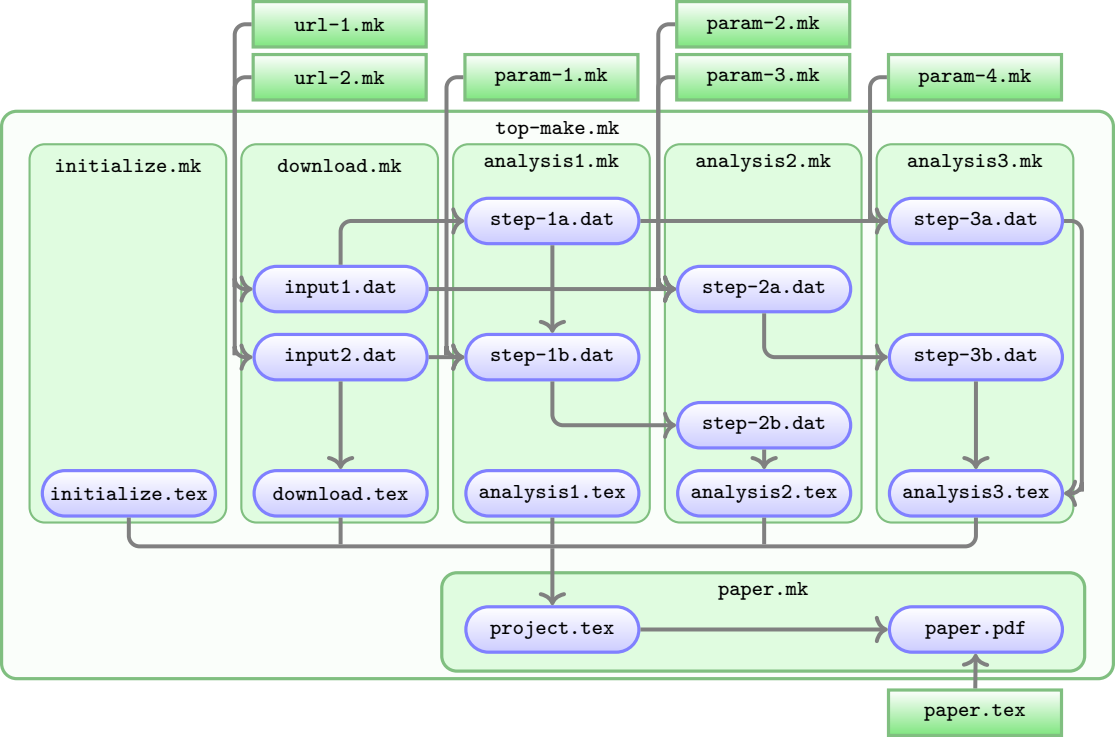 url-1.mk
param-2.mk
url-2.mk
param-1.mk
param-3.mk
param-4.mk
top-make.mk
initialize.mk
download.mk
analysis1.mk
analysis2.mk
analysis3.mk
step-1a.dat
step-3a.dat
input1.dat
step-2a.dat
input2.dat
step-1b.dat
step-3b.dat
step-2b.dat
initialize.tex
download.tex
analysis1.tex
analysis2.tex
analysis3.tex
paper.mk
project.tex
paper.pdf
paper.tex